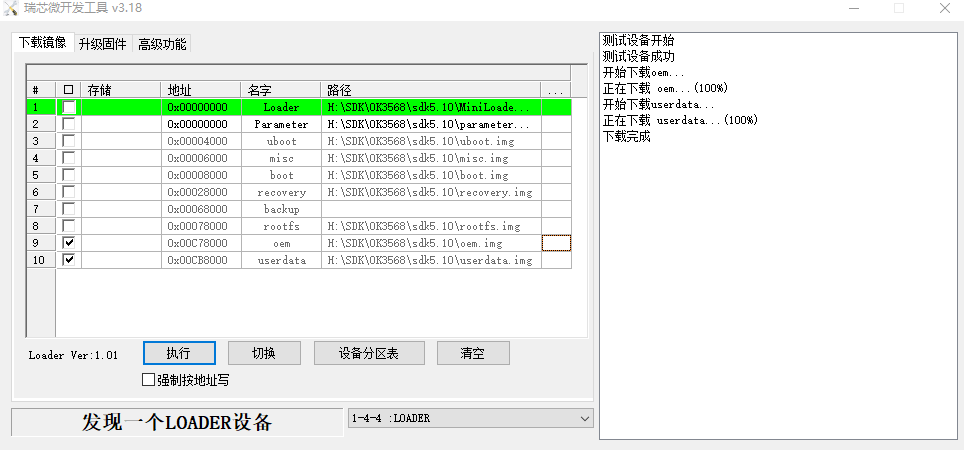 瑞芯微开发工具 v3.18
下载镜像 升级固件 高级功能
# 存储 地址 名字 路径 ...
1 0x00000000 Loader H:\SDK\OK3568\sdk5.10\MiniLoade...
2 0x00000000 Parameter H:\SDK\OK3568\sdk5.10\parameter...
3 0x00004000 uboot H:\SDK\OK3568\sdk5.10\uboot.img
4 0x00006000 misc H:\SDK\OK3568\sdk5.10\misc.img
5 0x00008000 boot H:\SDK\OK3568\sdk5.10\boot.img
6 0x00028000 recovery H:\SDK\OK3568\sdk5.10\recovery.img
7 0x00068000 backup
8 0x00078000 rootfs H:\SDK\OK3568\sdk5.10\rootfs.img
9 0x00C78000 oem H:\SDK\OK3568\sdk5.10\oem.img
10 0x00CB8000 userdata H:\SDK\OK3568\sdk5.10\userdata.img
Loader Ver:1.01 执行 切换 设备分区表 清空
强制按地址写
发现一个LOADER设备 1-4-4 :LOADER
测试设备开始
测试设备成功
开始下载oem...
正在下载 oem...(100%)
开始下载userdata...
正在下载 userdata...(100%)
下载完成